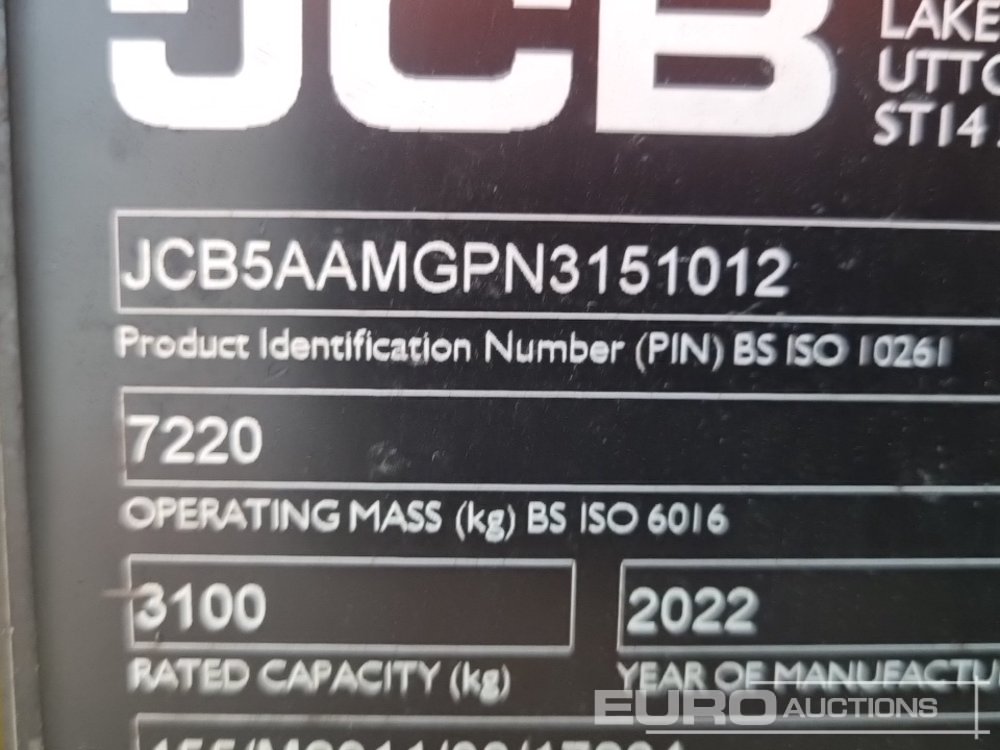 JCB
LAKE
UTTO
ST14
JCB5AAMGPN3151012
Product Identification Number (PIN) BS ISO 10261
7220
OPERATING MASS (kg) BS ISO 6016
3100
2022
RATED CAPACITY (kg)
YEAR OF MANUFACTU
EURO AUCTIONS